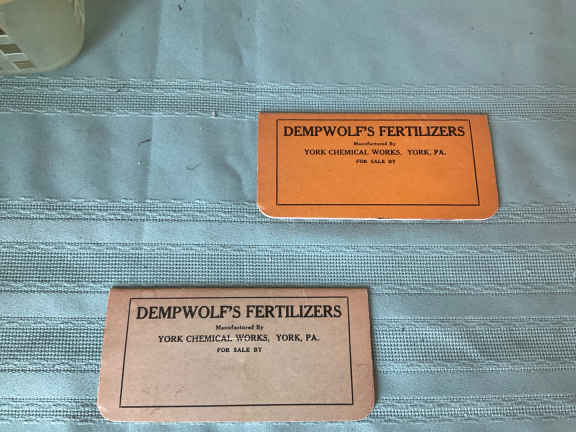 DEMPWOLF'S FERTILIZERS
Manufactured By
YORK CHEMICAL WORKS, YORK, PA.
FOR SALE BY
DEMPWOLF'S FERTILIZERS
Manufactured By
YORK CHEMICAL WORKS, YORK, PA.
FOR SALE BY